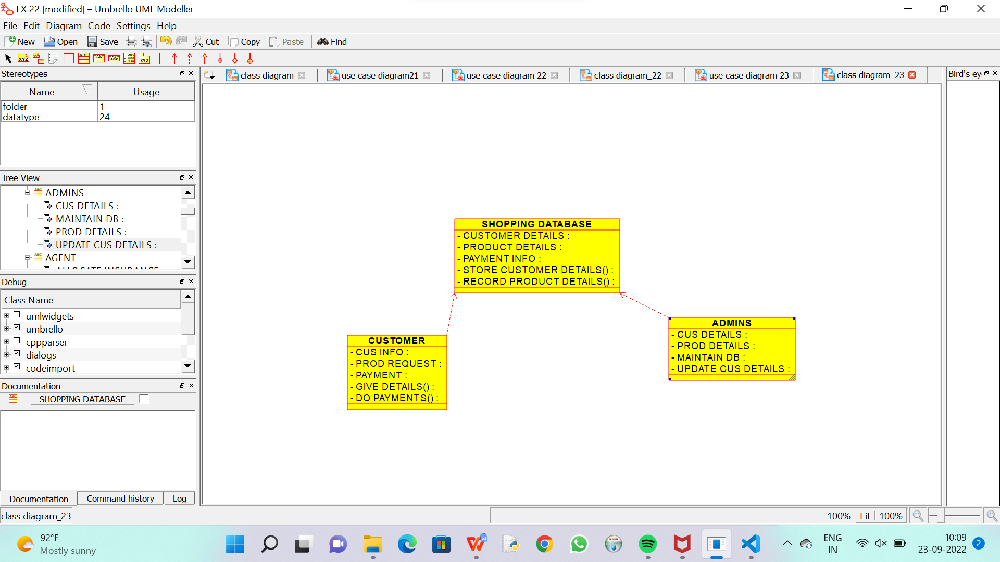 EX 22 [modified] – Umbrello UML Modeller
File Edit Diagram Code Settings Help
New Open Save Cut Copy Paste Find
Stereotypes
Name Usage
folder 1
datatype 24
Tree View
ADMINS
CUS DETAILS :
MAINTAIN DB :
PROD DETAILS :
UPDATE CUS DETAILS :
AGENT
Debug
Class Name
umlwidgets
umbrello
cppparser
dialogs
codeimport
Documentation
SHOPPING DATABASE
Documentation Command history Log
class diagram_23
class diagram use case diagram21 use case diagram 22 class diagram_22 use case diagram 23 class diagram_23
Bird's ey
SHOPPING DATABASE
- CUSTOMER DETAILS :
- PRODUCT DETAILS :
- PAYMENT INFO :
- STORE CUSTOMER DETAILS() :
- RECORD PRODUCT DETAILS() :
CUSTOMER
- CUS INFO :
- PROD REQUEST :
- PAYMENT :
- GIVE DETAILS() :
- DO PAYMENTS() :
ADMINS
- CUS DETAILS :
- PROD DETAILS :
- MAINTAIN DB :
- UPDATE CUS DETAILS :
100% Fit 100%
92°F
Mostly sunny
ENG
IN
10:09
23-09-2022
2